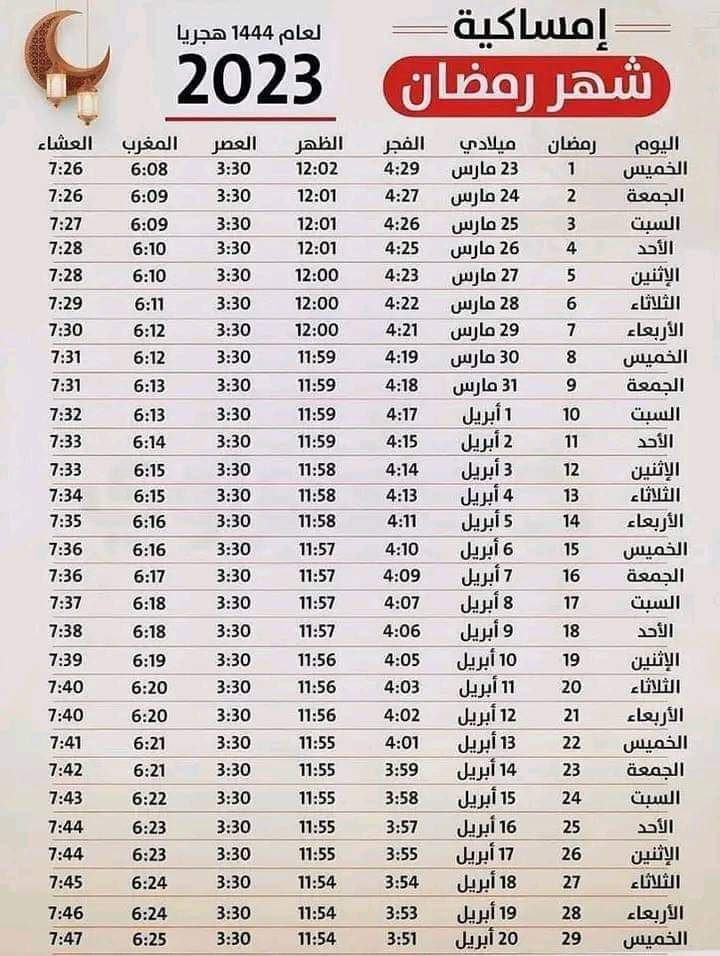 إمساكية
شهر رمضان
لعام 1444 هجريا
2023
اليوم رمضان ميلادي الفجر الظهر العصر المغرب العشاء
الخميس 1 23 مارس 4:29 12:02 3:30 6:08 7:26
الجمعة 2 24 مارس 4:27 12:01 3:30 6:09 7:26
السبت 3 25 مارس 4:26 12:01 3:30 6:09 7:27
الأحد 4 26 مارس 4:25 12:01 3:30 6:10 7:28
الإثنين 5 27 مارس 4:23 12:00 3:30 6:10 7:28
الثلاثاء 6 28 مارس 4:22 12:00 3:30 6:11 7:29
الأربعاء 7 29 مارس 4:21 12:00 3:30 6:12 7:30
الخميس 8 30 مارس 4:19 11:59 3:30 6:12 7:31
الجمعة 9 31 مارس 4:18 11:59 3:30 6:13 7:31
السبت 10 1 أبريل 4:17 11:59 3:30 6:13 7:32
الأحد 11 2 أبريل 4:15 11:59 3:30 6:14 7:33
الإثنين 12 3 أبريل 4:14 11:58 3:30 6:15 7:33
الثلاثاء 13 4 أبريل 4:13 11:58 3:30 6:15 7:34
الأربعاء 14 5 أبريل 4:11 11:58 3:30 6:16 7:35
الخميس 15 6 أبريل 4:10 11:57 3:30 6:16 7:36
الجمعة 16 7 أبريل 4:09 11:57 3:30 6:17 7:36
السبت 17 8 أبريل 4:07 11:57 3:30 6:18 7:37
الأحد 18 9 أبريل 4:06 11:57 3:30 6:18 7:38
الإثنين 19 10 أبريل 4:05 11:56 3:30 6:19 7:39
الثلاثاء 20 11 أبريل 4:03 11:56 3:30 6:20 7:40
الأربعاء 21 12 أبريل 4:02 11:56 3:30 6:20 7:40
الخميس 22 13 أبريل 4:01 11:55 3:30 6:21 7:41
الجمعة 23 14 أبريل 3:59 11:55 3:30 6:21 7:42
السبت 24 15 أبريل 3:58 11:55 3:30 6:22 7:43
الأحد 25 16 أبريل 3:57 11:55 3:30 6:23 7:44
الإثنين 26 17 أبريل 3:55 11:55 3:30 6:23 7:44
الثلاثاء 27 18 أبريل 3:54 11:54 3:30 6:24 7:45
الأربعاء 28 19 أبريل 3:53 11:54 3:30 6:24 7:46
الخميس 29 20 أبريل 3:51 11:54 3:30 6:25 7:47